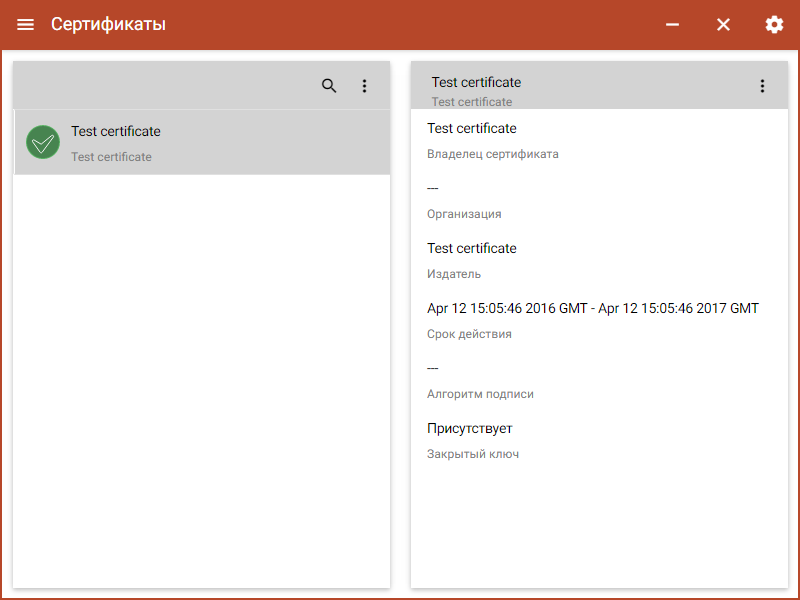 Сертификаты
Test certificate
Test certificate
Test certificate
Test certificate
Test certificate
Владелец сертификата
---
Организация
Test certificate
Издатель
Apr 12 15:05:46 2016 GMT - Apr 12 15:05:46 2017 GMT
Срок действия
---
Алгоритм подписи
Присутствует
Закрытый ключ